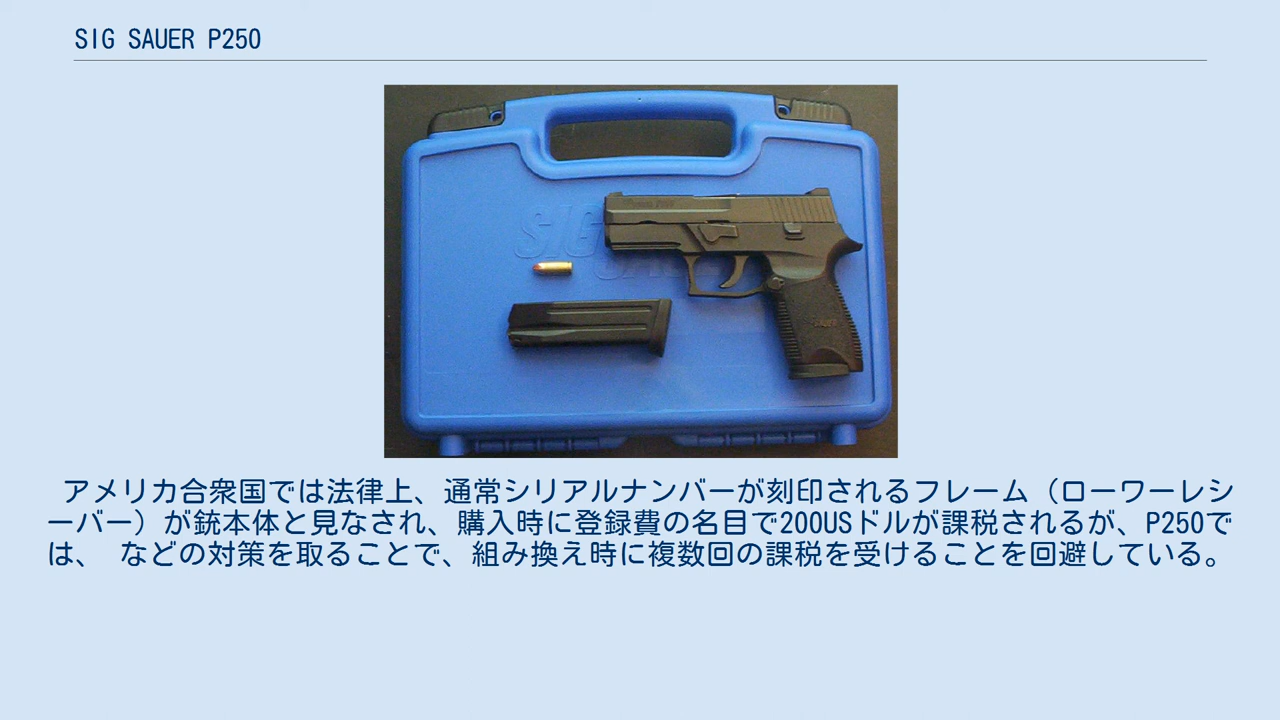 SIG SAUER P250
SIG
アメリカ合衆国では法律上、通常シリアルナンバーが刻印されるフレーム（ローワーレシ
ーバー）が銃本体と見なされ、購入時に登録費の名目で200USドルが課税されるが、P250で
は、 などの対策を取ることで、組み換え時に複数回の課税を受けることを回避している。